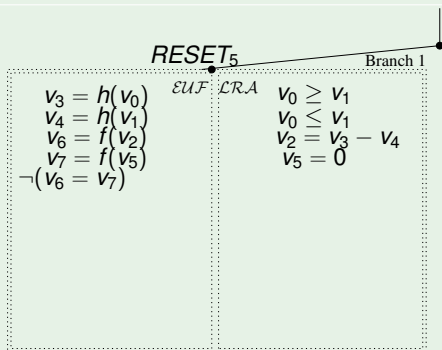 RESET₅
Branch 1
ℰ𝒰ℱ ℒℛ𝒜
v₃ = h(v₀)
v₄ = h(v₁)
v₆ = f(v₂)
v₇ = f(v₅)
¬(v₆ = v₇)
v₀ ≥ v₁
v₀ ≤ v₁
v₂ = v₃ − v₄
v₅ = 0